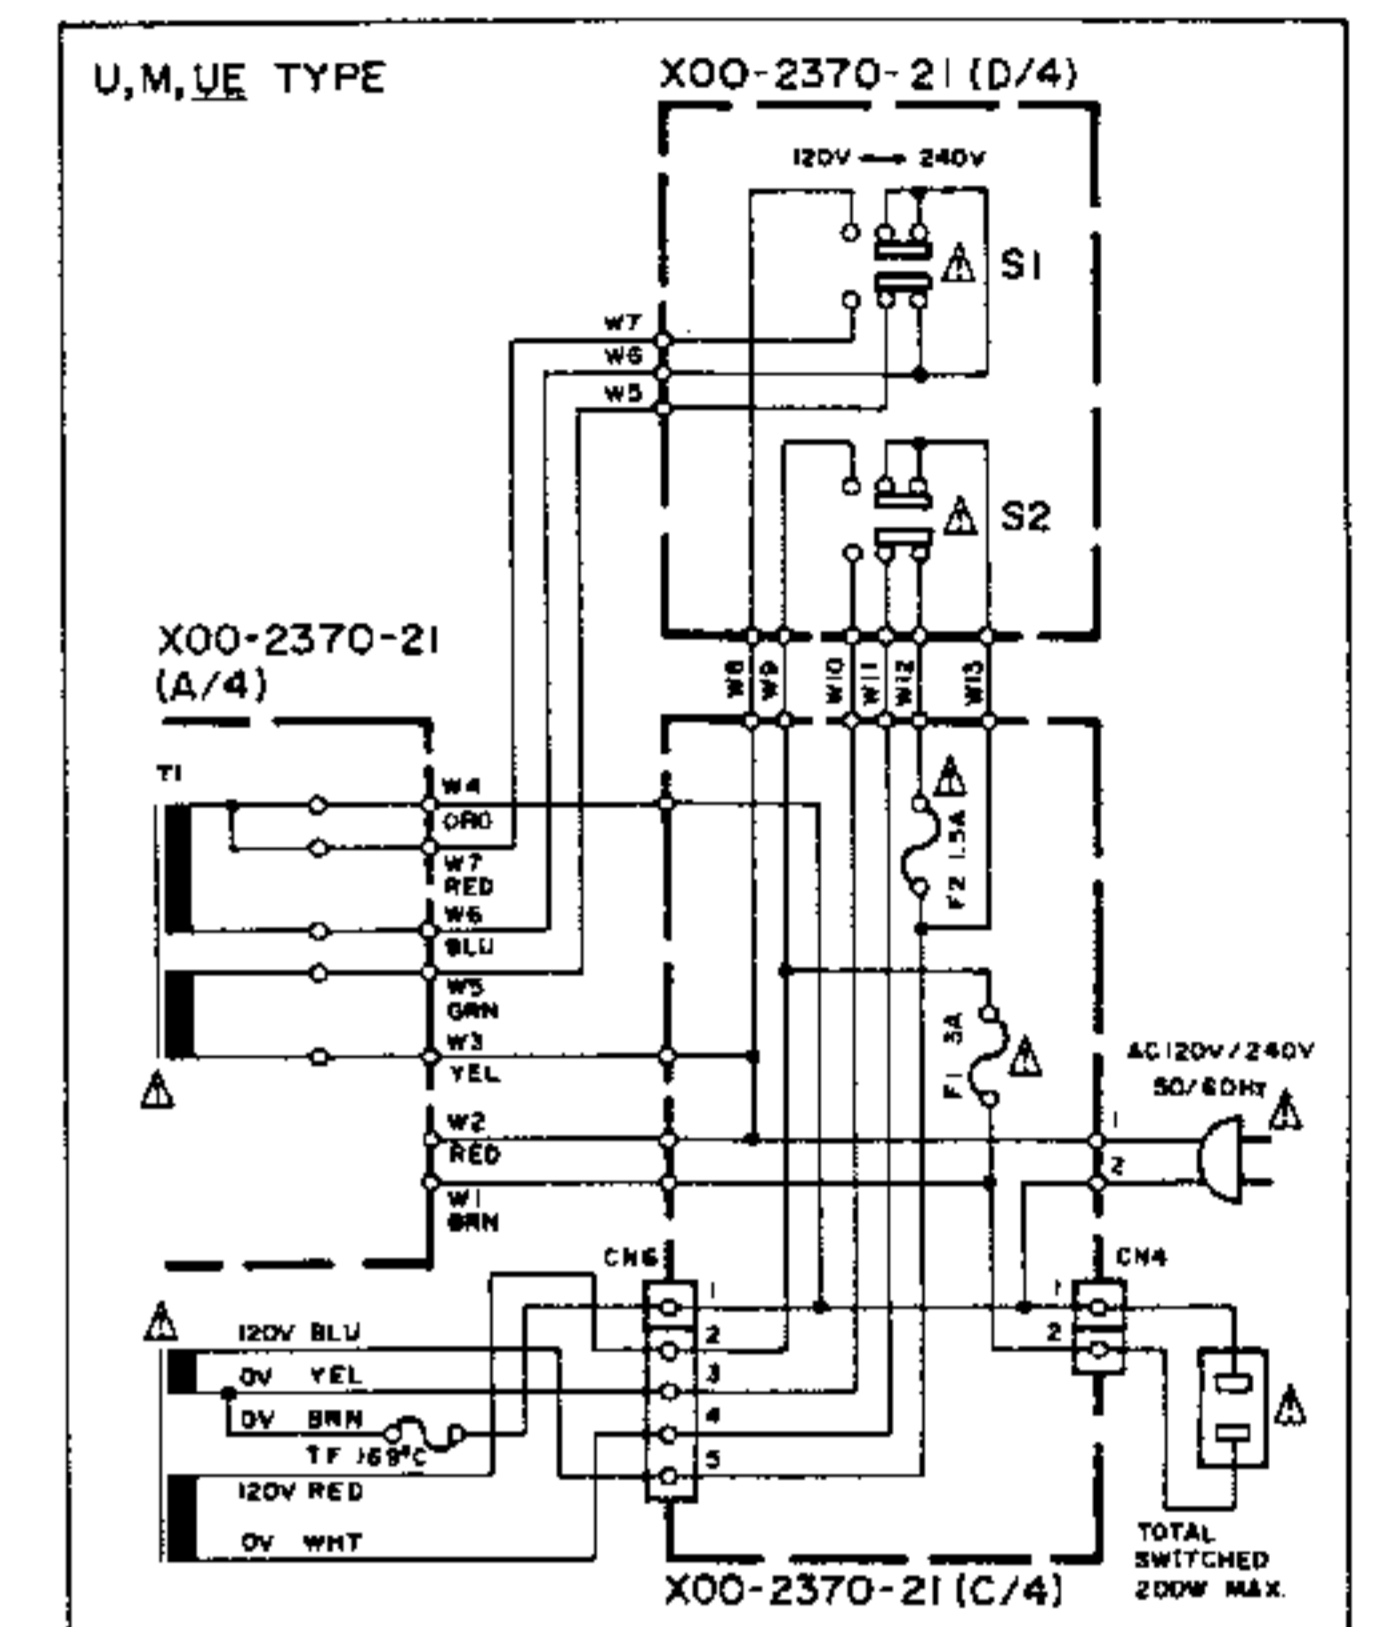 U,M,UE TYPE
X00-2370-21 (D/4)
120V 240V
S1
W7
W6
W5
S2
X00-2370-21
(A/4)
W8
W9
W10
W11
W12
W13
T1
W4
ORG
W7
RED
W6
BLU
W5
GRN
W3
YEL
W2
RED
W1
BRN
F2 1.5A
F1 5A
AC120V/240V
50/60Hz
1
2
CN6
CN4
1
2
3
4
5
1
2
120V BLU
0V YEL
0V BRN
TF 169°C
120V RED
0V WHT
TOTAL
SWITCHED
200W MAX.
X00-2370-21 (C/4)